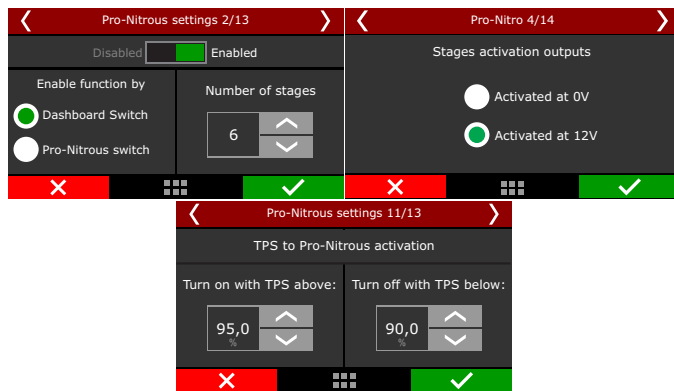 Pro-Nitrous settings 2/13
Disabled
Enabled
Enable function by
Dashboard Switch
Pro-Nitrous switch
Number of stages
6
Pro-Nitro 4/14
Stages activation outputs
Activated at 0V
Activated at 12V
Pro-Nitrous settings 11/13
TPS to Pro-Nitrous activation
Turn on with TPS above:
95,0
%
Turn off with TPS below:
90,0
%